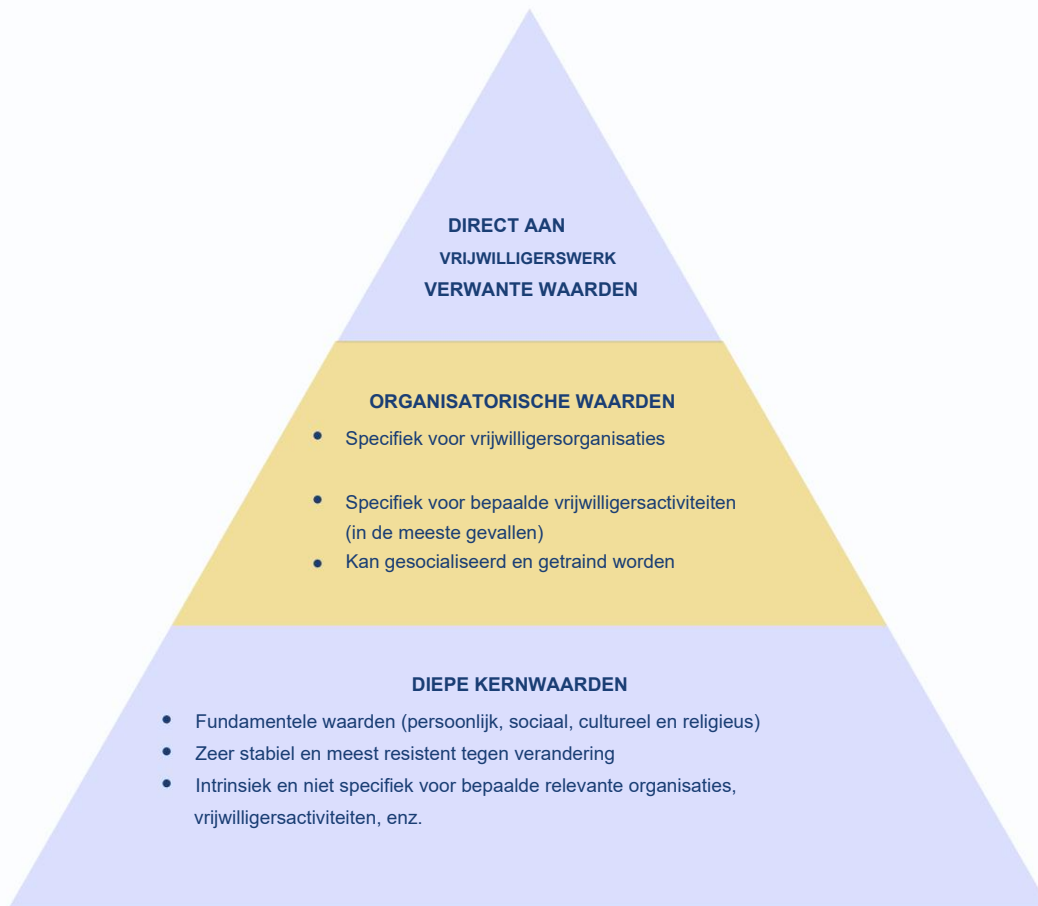 DIRECT AAN
VRIJWILLIGERSWERK
VERWANTE WAARDEN
ORGANISATORISCHE WAARDEN
• Specifiek voor vrijwilligersorganisaties
• Specifiek voor bepaalde vrijwilligersactiviteiten
(in de meeste gevallen)
• Kan gesocialiseerd en getraind worden
DIEPE KERNWAARDEN
• Fundamentele waarden (persoonlijk, sociaal, cultureel en religieus)
• Zeer stabiel en meest resistent tegen verandering
• Intrinsiek en niet specifiek voor bepaalde relevante organisaties,
vrijwilligersactiviteiten, enz.